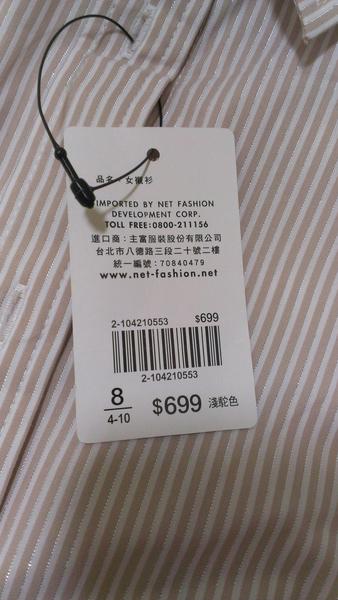 品名：女襯衫
IMPORTED BY NET FASHION
DEVELOPMENT CORP.
TOLL FREE:0800-211156
進口商：主富服裝股份有限公司
台北市八德路三段二十號二樓
統一編號：70840479
www.net-fashion.net
2-104210553 $699
2-104210553
8
4-10
$699 淺駝色